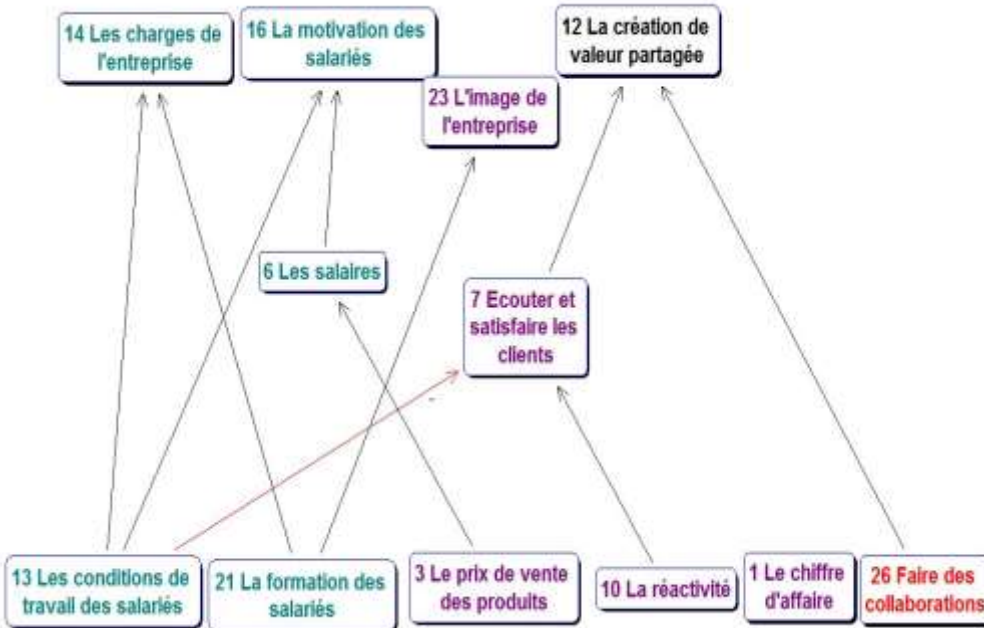 14 Les charges de
l'entreprise
16 La motivation des
salariés
12 La création de
valeur partagée
23 L'image de
l'entreprise
6 Les salaires
7 Ecouter et
satisfaire les
clients
13 Les conditions de
travail des salariés
21 La formation des
salariés
3 Le prix de vente
des produits
10 La réactivité
1 Le chiffre
d'affaire
26 Faire des
collaborations